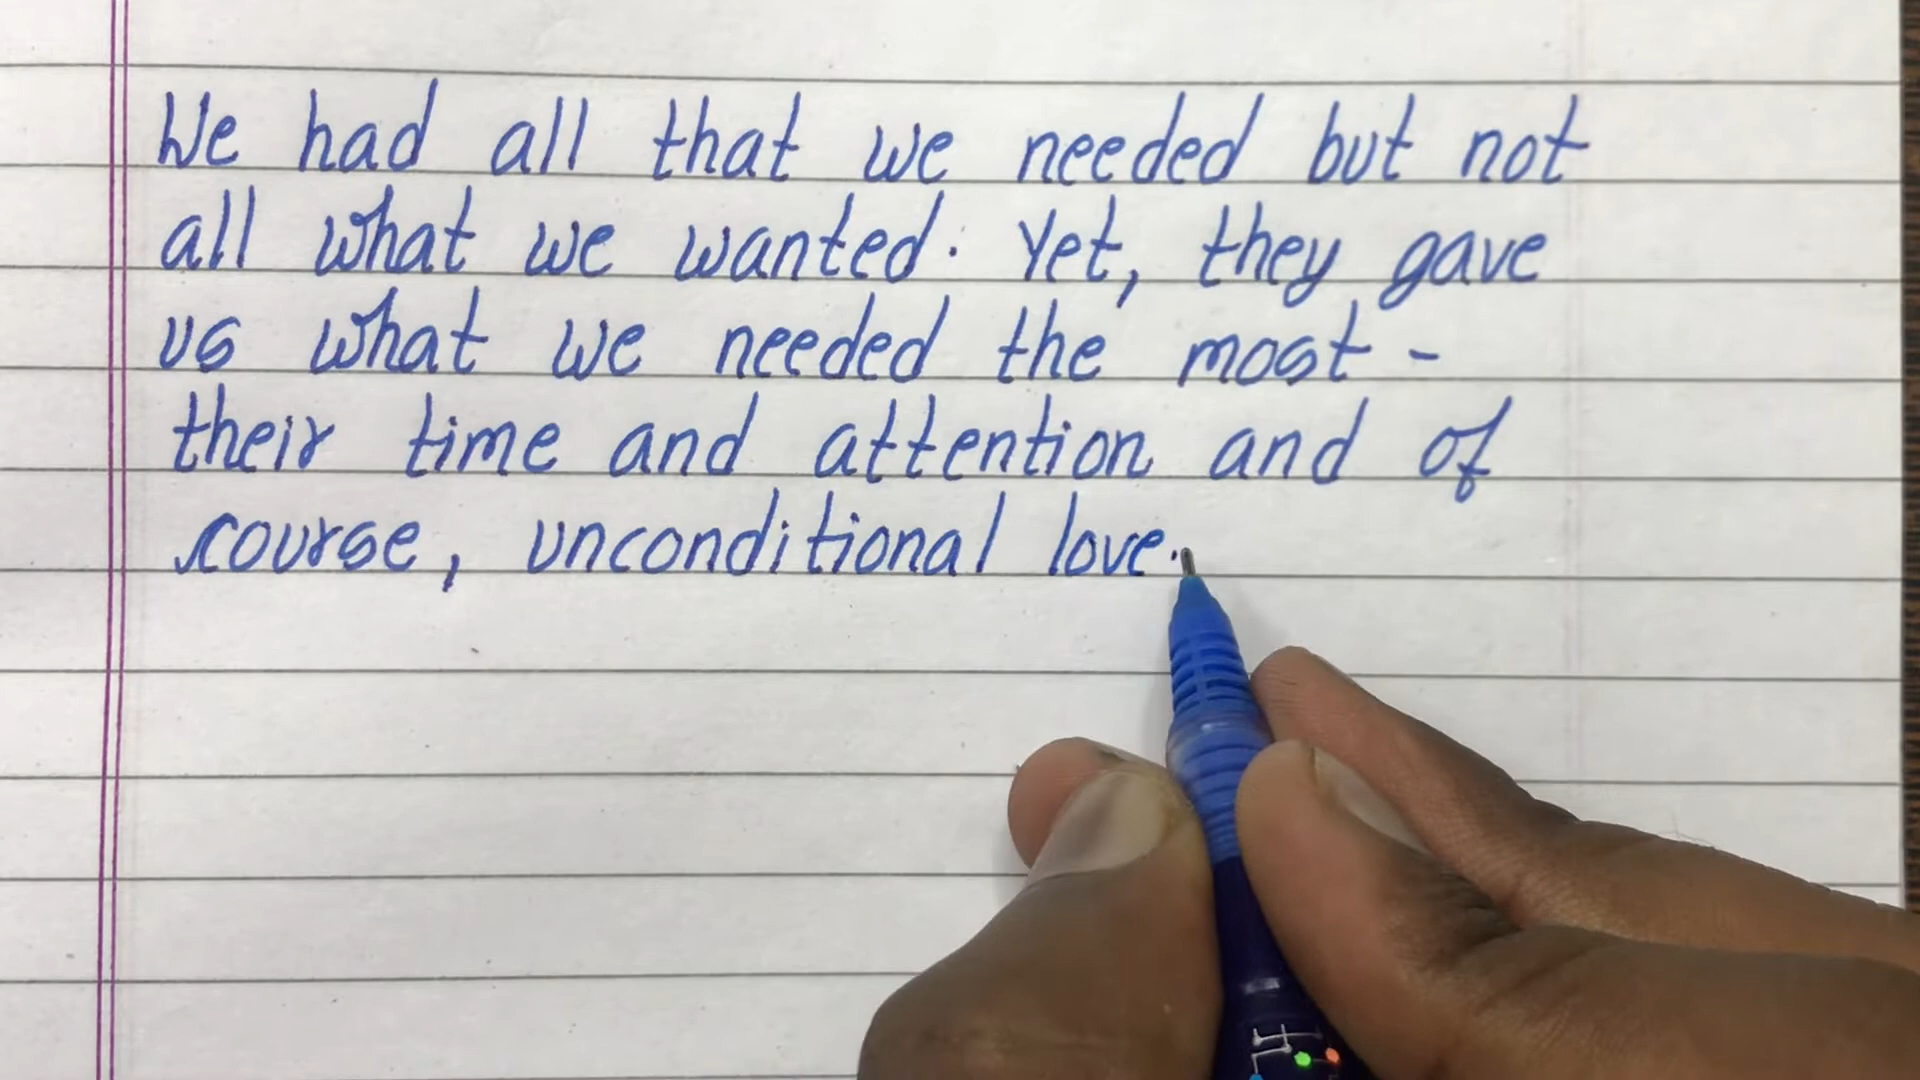 We had all that we needed but not
all what we wanted. Yet, they gave
us what we needed the most -
their time and attention and of
course, unconditional love.